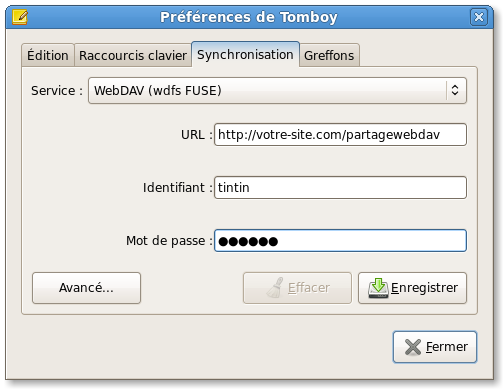 Préférences de Tomboy
Édition Raccourcis clavier Synchronisation Greffons
Service : WebDAV (wdfs FUSE)
URL : http://votre-site.com/partagewebdav
Identifiant : tintin
Mot de passe : ●●●●●●
Avancé... Effacer Enregistrer
Fermer